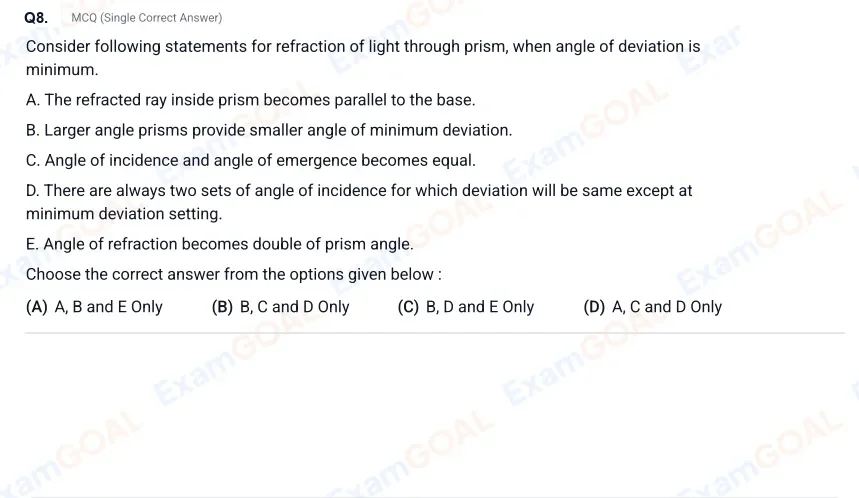 Q8. MCQ (Single Correct Answer)
Consider following statements for refraction of light through prism, when angle of deviation is
minimum.
A. The refracted ray inside prism becomes parallel to the base.
B. Larger angle prisms provide smaller angle of minimum deviation.
C. Angle of incidence and angle of emergence becomes equal.
D. There are always two sets of angle of incidence for which deviation will be same except at
minimum deviation setting.
E. Angle of refraction becomes double of prism angle.
Choose the correct answer from the options given below :
(A) A, B and E Only (B) B, C and D Only (C) B, D and E Only (D) A, C and D Only
ExamGOAL